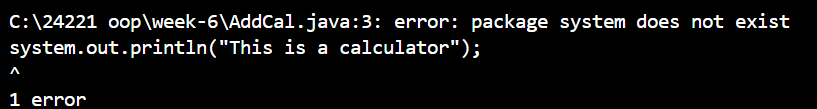 C:\24221 oop\week-6\AddCal.java:3: error: package system does not exist
system.out.println("This is a calculator");
^
1 error